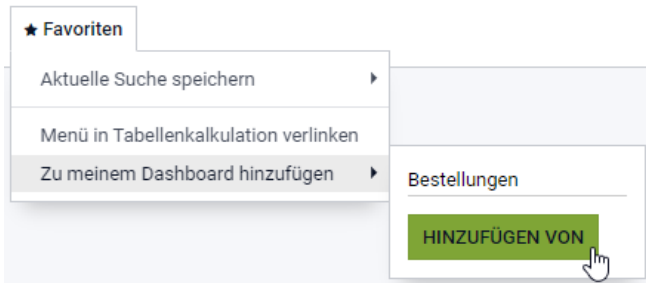 ★ Favoriten
Aktuelle Suche speichern
Menü in Tabellenkalkulation verlinken
Zu meinem Dashboard hinzufügen
Bestellungen
HINZUFÜGEN VON